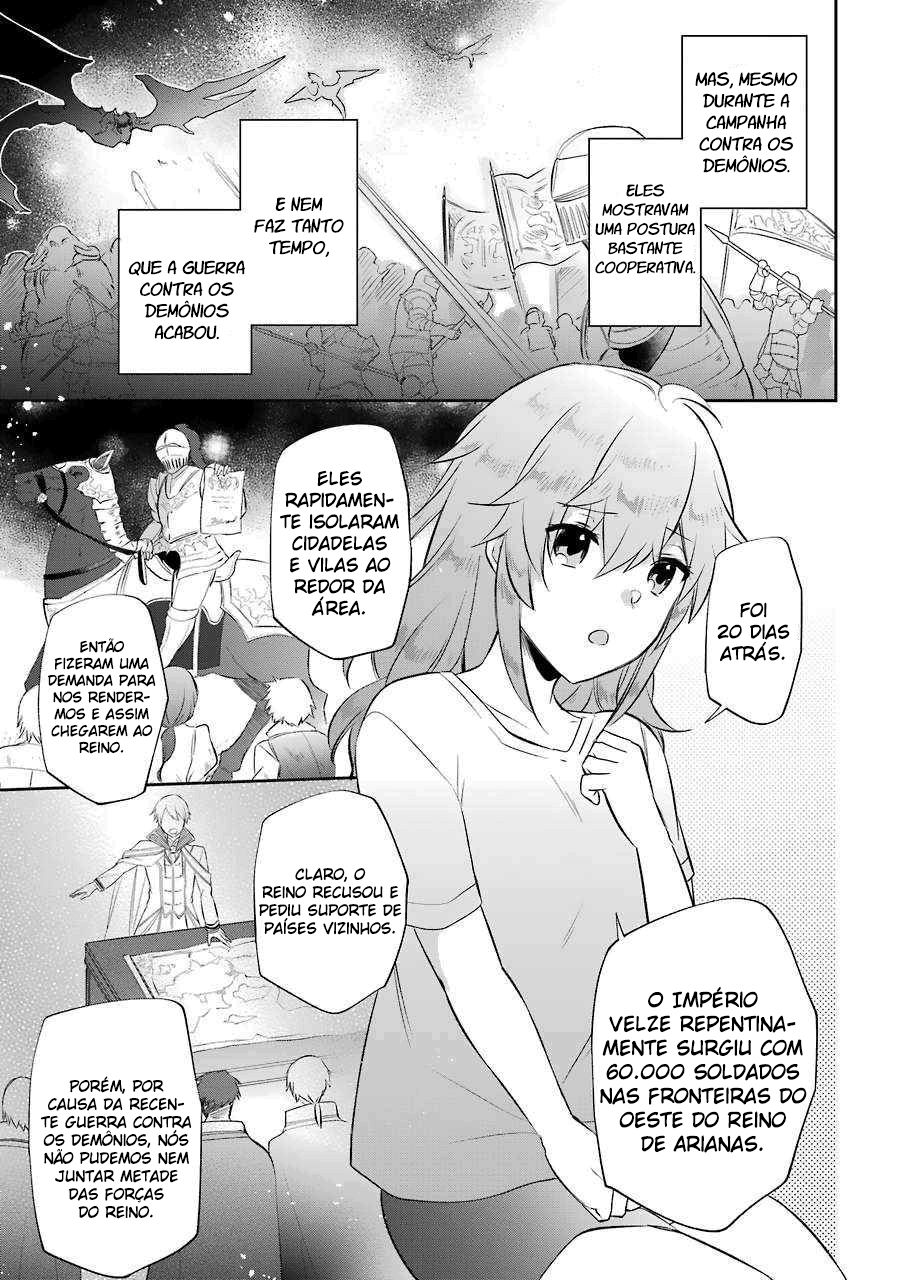 MAS, MESMO
DURANTE A
CAMPANHA
CONTRA OS
DEMÔNIOS.
ELES
MOSTRAVAM
UMA POSTURA
BASTANTE
COOPERATIVA.
E NEM
FAZ TANTO
TEMPO,
QUE A GUERRA
CONTRA OS
DEMÔNIOS
ACABOU.
FOI
20 DIAS
ATRÁS.
O IMPÉRIO
VELZE REPENTINA-
MENTE SURGIU COM
60.000 SOLDADOS
NAS FRONTEIRAS DO
OESTE DO REINO
DE ARIANAS.
ELES
RAPIDAMEN-
TE ISOLARAM
CIDADELAS
E VILAS AO
REDOR DA
ÁREA.
ENTÃO
FIZERAM UMA
DEMANDA PARA
NOS RENDER-
MOS E ASSIM
CHEGAREM AO
REINO.
CLARO, O
REINO RECUSOU E
PEDIU SUPORTE DE
PAÍSES VIZINHOS.
PORÉM, POR
CAUSA DA RECEN-
TE GUERRA CONTRA
OS DEMÔNIOS, NÓS
NÃO PUDEMOS NEM
JUNTAR METADE
DAS FORÇAS
DO REINO.